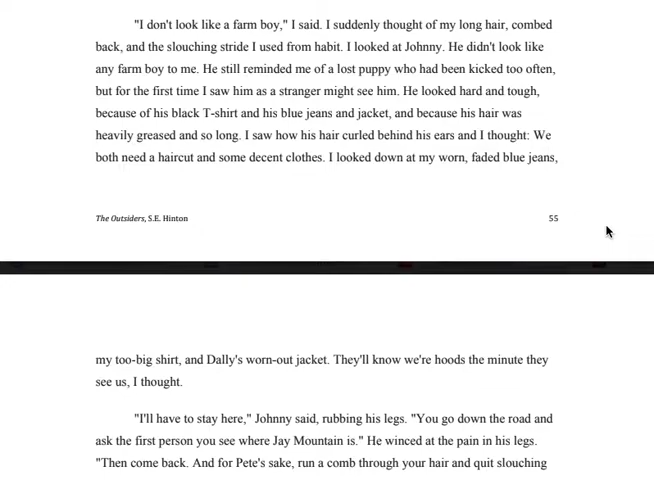 "I don't look like a farm boy," I said. I suddenly thought of my long hair, combed
back, and the slouching stride I used from habit. I looked at Johnny. He didn't look like
any farm boy to me. He still reminded me of a lost puppy who had been kicked too often,
but for the first time I saw him as a stranger might see him. He looked hard and tough,
because of his black T-shirt and his blue jeans and jacket, and because his hair was
heavily greased and so long. I saw how his hair curled behind his ears and I thought: We
both need a haircut and some decent clothes. I looked down at my worn, faded blue jeans,
The Outsiders, S.E. Hinton 55
my too-big shirt, and Dally's worn-out jacket. They'll know we're hoods the minute they
see us, I thought.
"I'll have to stay here," Johnny said, rubbing his legs. "You go down the road and
ask the first person you see where Jay Mountain is." He winced at the pain in his legs.
"Then come back. And for Pete's sake, run a comb through your hair and quit slouching